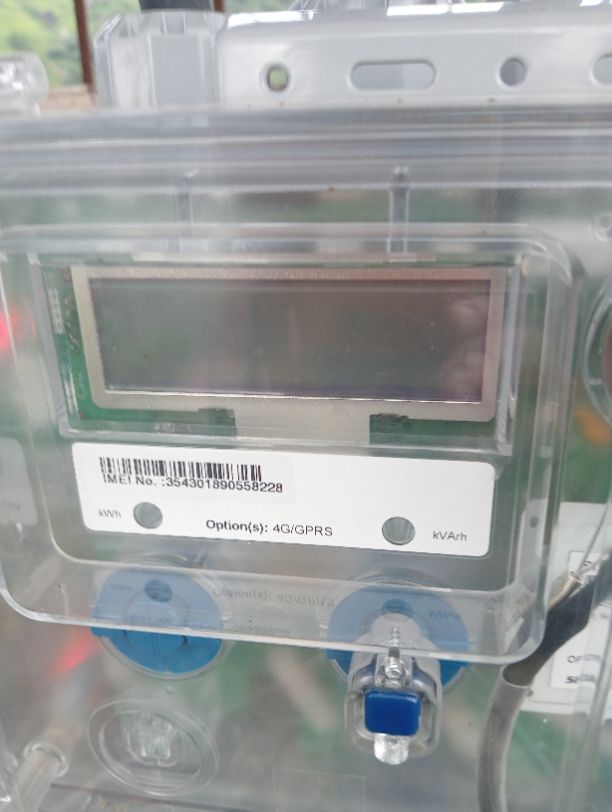 IMEI No. :354301890558228
kWh
Option(s): 4G/GPRS
kVArh